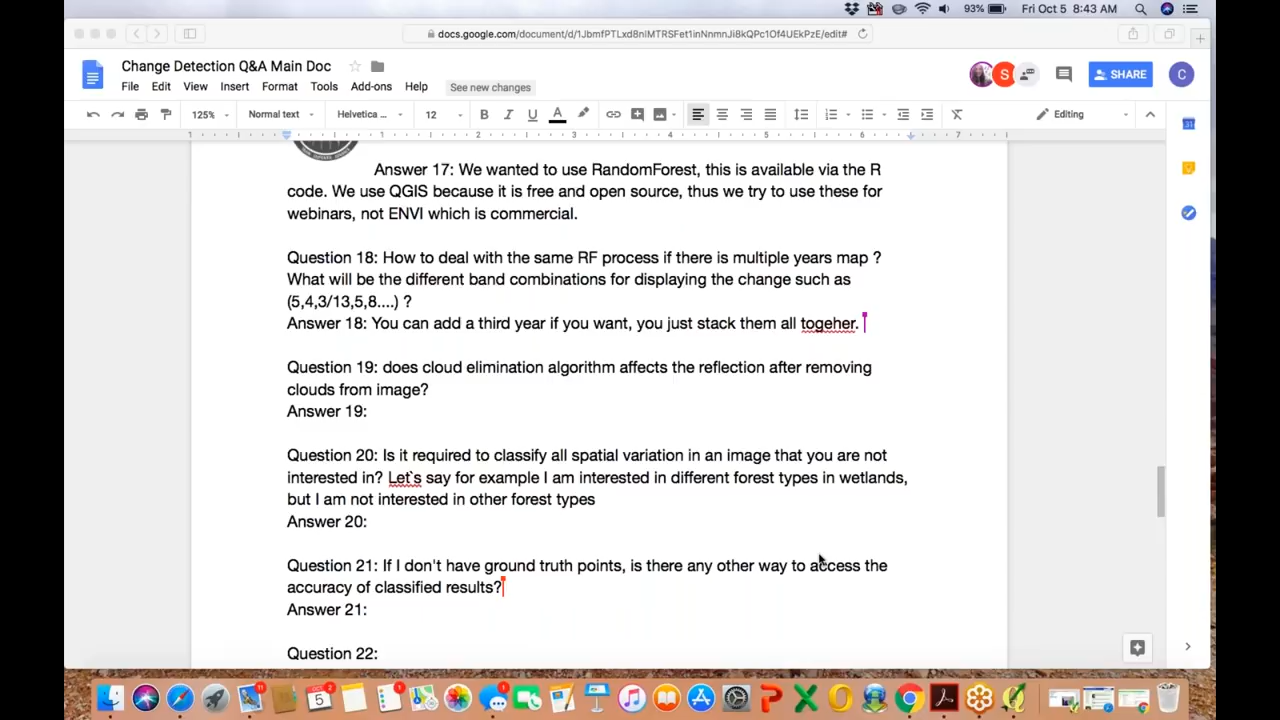 93% Fri Oct 5 8:43 AM
docs.google.com/document/d/1JbmfPTLxd8nIMTRSFet1inNnmnJi8kQPc1Of4UEkPzE/edit#
Change Detection Q&A Main Doc
File Edit View Insert Format Tools Add-ons Help See new changes
S
SHARE
C
125% Normal text Helvetica ... 12 B I U A Editing
1 1 2 3 4 5 6 7
Answer 17: We wanted to use RandomForest, this is available via the R
code. We use QGIS because it is free and open source, thus we try to use these for
webinars, not ENVI which is commercial.
Question 18: How to deal with the same RF process if there is multiple years map ?
What will be the different band combinations for displaying the change such as
(5,4,3/13,5,8....) ?
Answer 18: You can add a third year if you want, you just stack them all togeher.
Question 19: does cloud elimination algorithm affects the reflection after removing
clouds from image?
Answer 19:
Question 20: Is it required to classify all spatial variation in an image that you are not
interested in? Let`s say for example I am interested in different forest types in wetlands,
but I am not interested in other forest types
Answer 20:
Question 21: If I don't have ground truth points, is there any other way to access the
accuracy of classified results?
Answer 21:
Question 22: